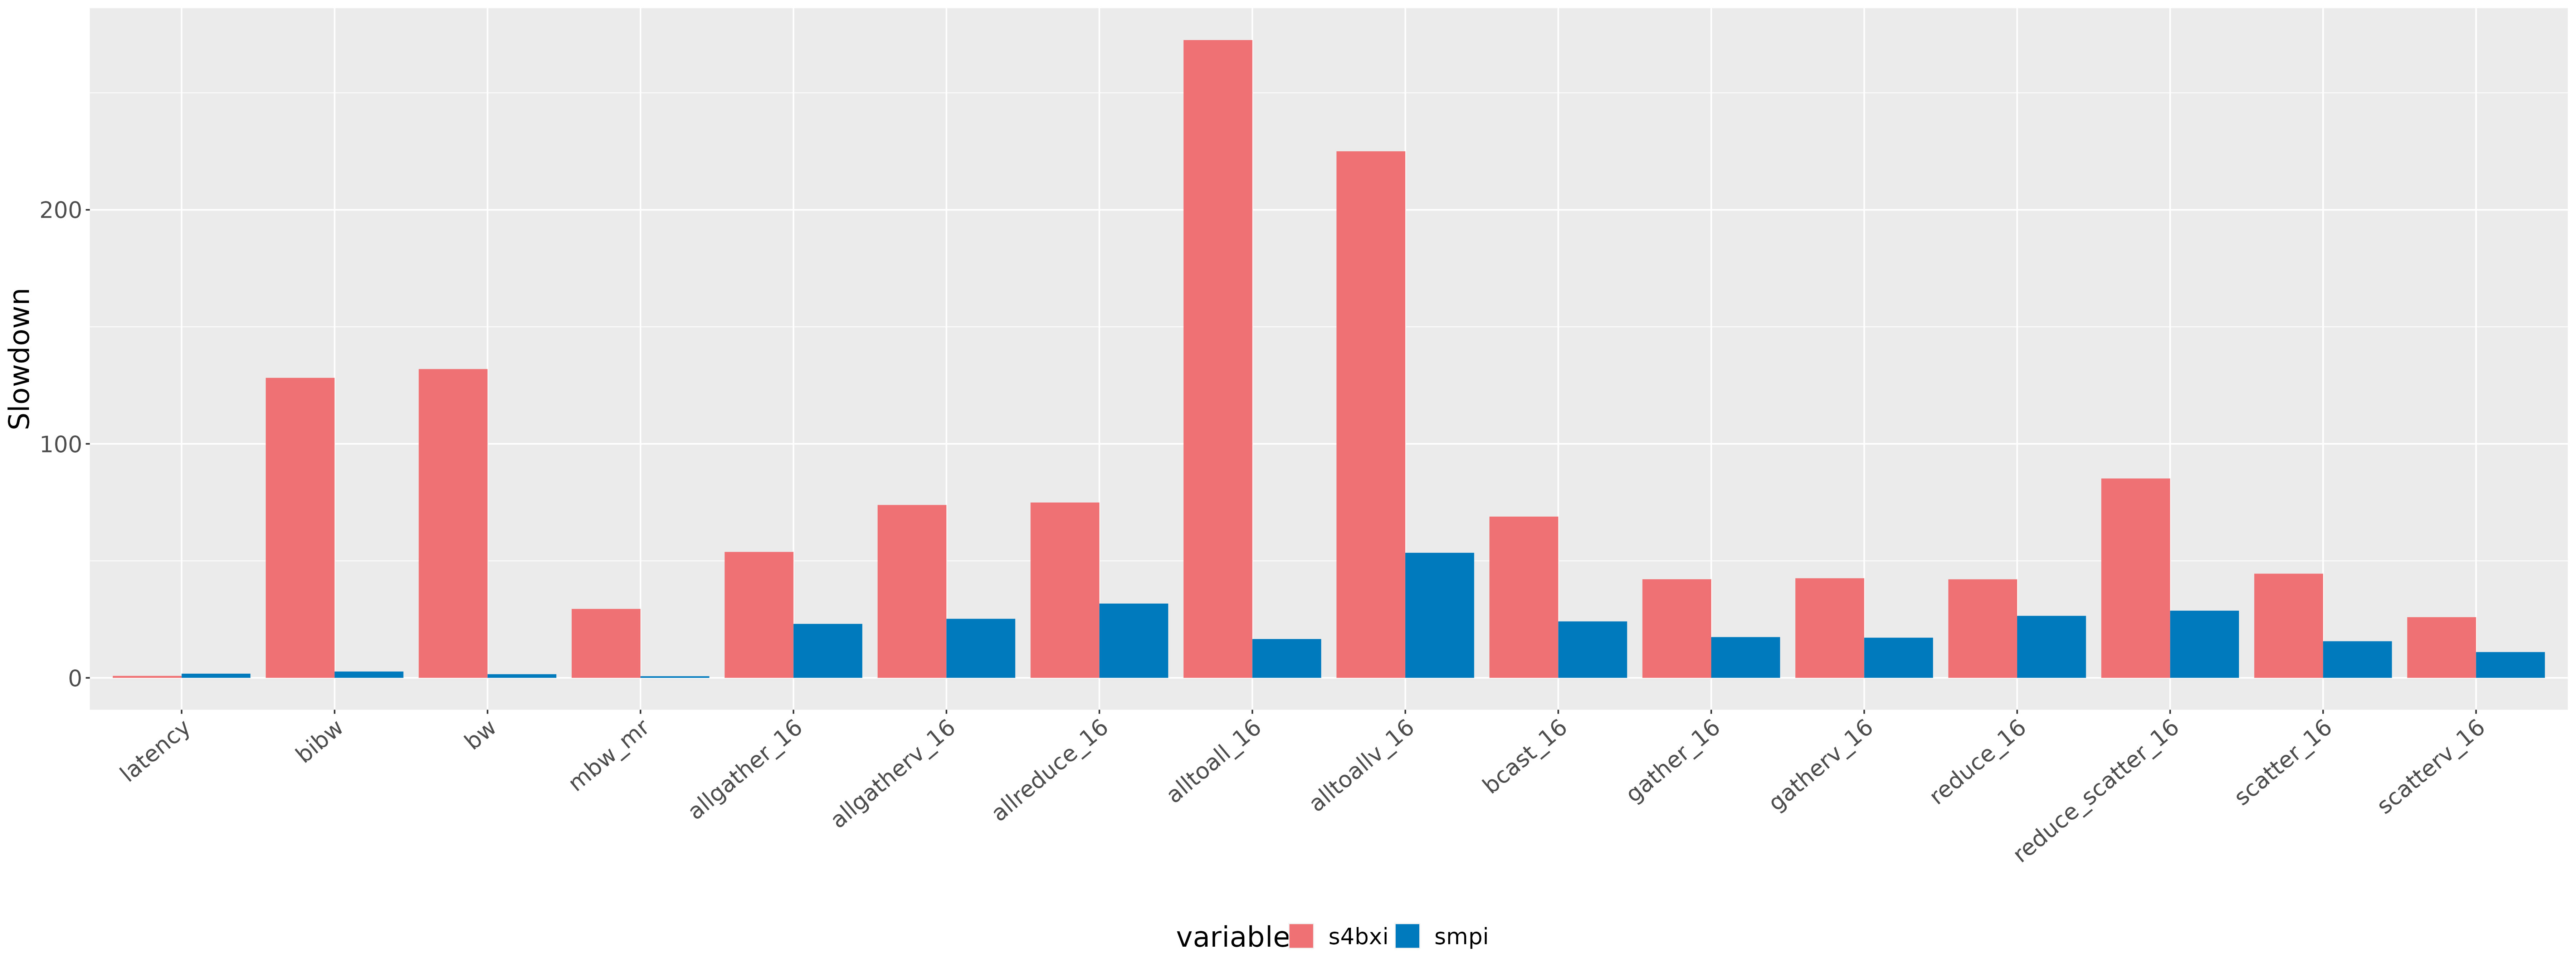 Slowdown
200
100
0
latency
bibw
bw
mbw_mr
allgather_16
allgatherv_16
allreduce_16
alltoall_16
alltoallv_16
bcast_16
gather_16
gatherv_16
reduce_16
reduce_scatter_16
scatter_16
scatterv_16
variable s4bxi smpi